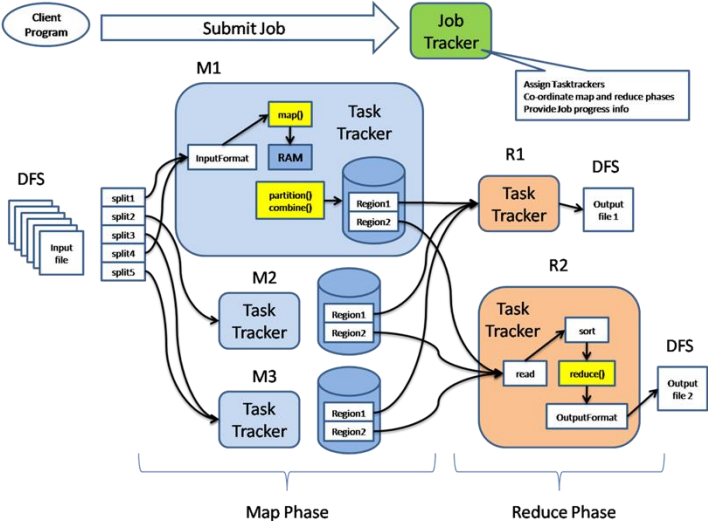 Client
Program
Submit Job
Job
Tracker
Assign Tasktrackers
Co-ordinate map and reduce phases
Provide Job progress info
M1
map()
Task
Tracker
InputFormat
RAM
partition()
combine()
Region1
Region2
DFS
Input
file
split1
split2
split3
split4
split5
M2
Task
Tracker
Region1
Region2
M3
Task
Tracker
Region1
Region2
R1
Task
Tracker
DFS
Output
file 1
R2
Task
Tracker
sort
read
reduce()
OutputFormat
DFS
Output
file 2
Map Phase
Reduce Phase